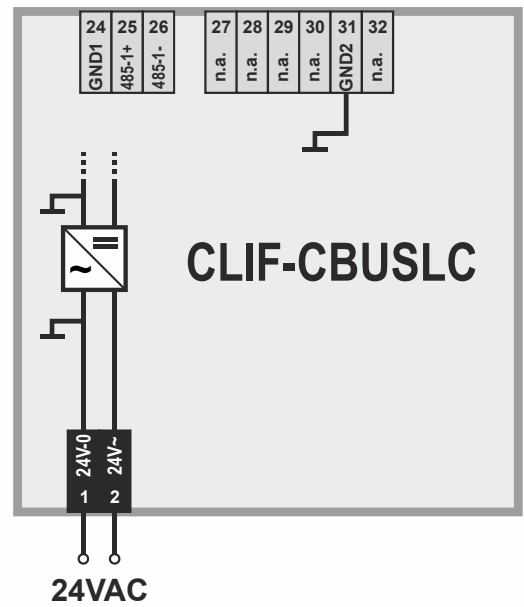 24 25 26 27 28 29 30 31 32
GND1 485-1+ 485-1- n.a. n.a. n.a. n.a. GND2 n.a.
~
CLIF-CBUSLC
24V-0 24V~
1 2
24VAC